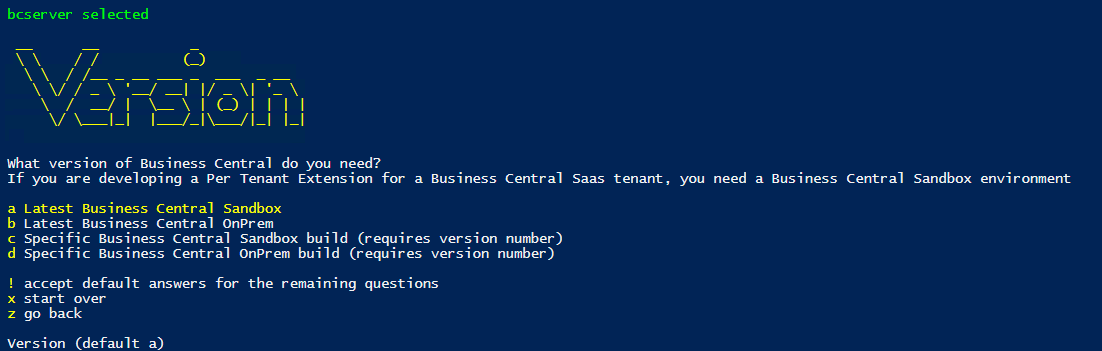 bcserver selected
Version
What version of Business Central do you need?
If you are developing a Per Tenant Extension for a Business Central Saas tenant, you need a Business Central Sandbox environment
a Latest Business Central Sandbox
b Latest Business Central OnPrem
c Specific Business Central Sandbox build (requires version number)
d Specific Business Central OnPrem build (requires version number)
! accept default answers for the remaining questions
x start over
z go back
Version (default a)